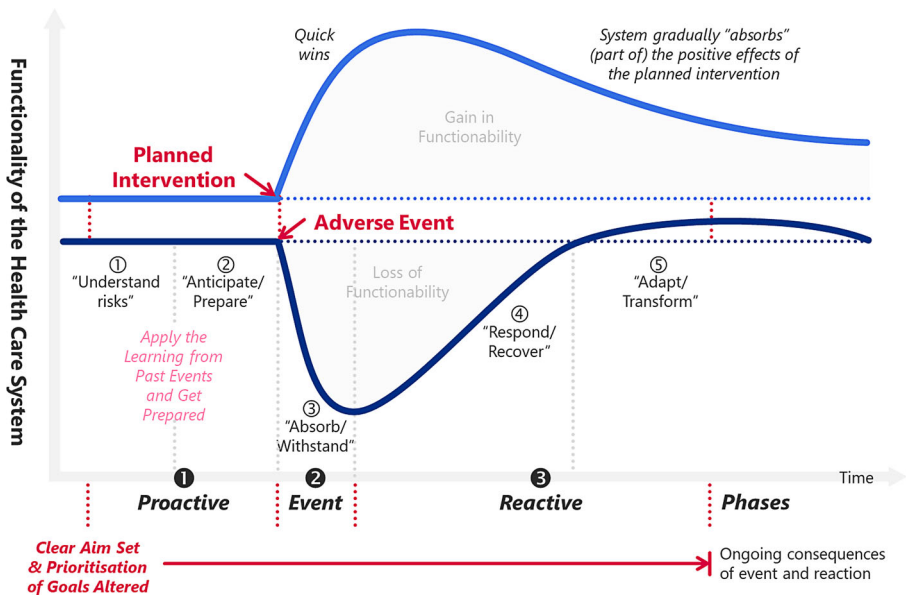 Functionality of the Health Care System
Quick
wins
System gradually “absorbs”
(part of) the positive effects of
the planned intervention
Gain in
Functionability
Planned
Intervention
Adverse Event
①
“Understand
risks”
②
“Anticipate/
Prepare”
Loss of
Functionability
⑤
“Adapt/
Transform”
④
“Respond/
Recover”
Apply the
Learning from
Past Events
and Get
Prepared
③
“Absorb/
Withstand”
Time
❶
Proactive
❷
Event
❸
Reactive
Phases
Clear Aim Set
& Prioritisation
of Goals Altered
Ongoing consequences
of event and reaction